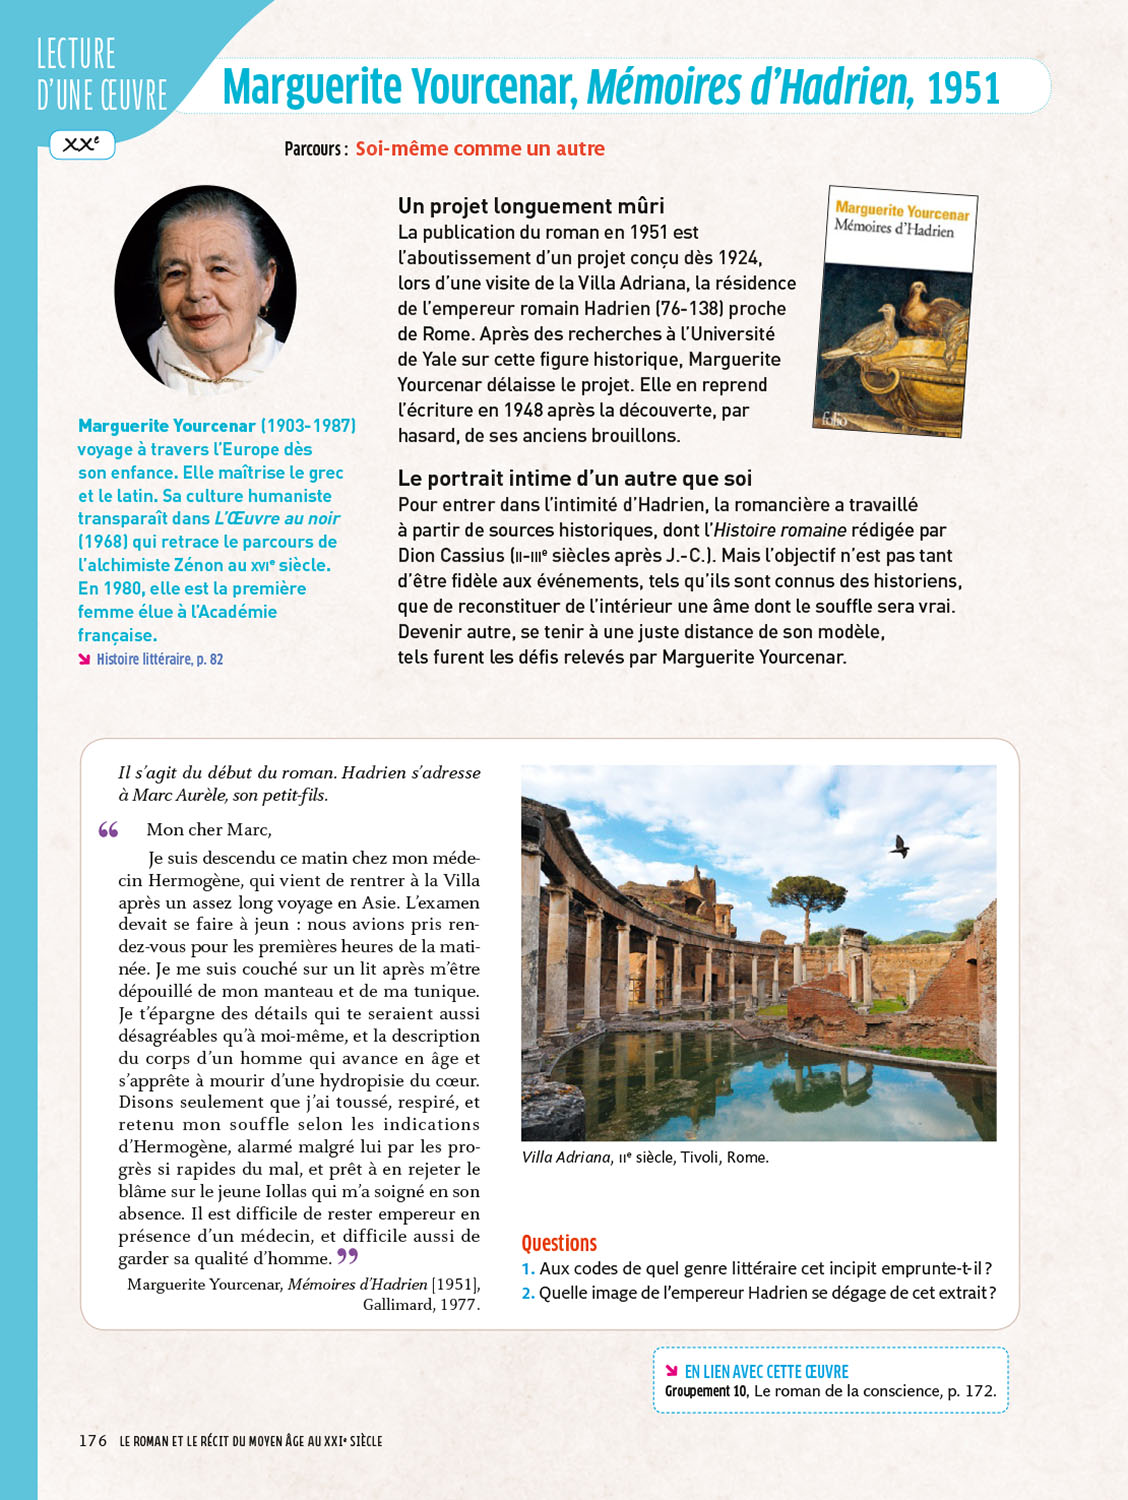 LECTURE
D'UNE ŒUVRE
Marguerite Yourcenar, Mémoires d'Hadrien, 1951
XXe
Parcours : Soi-même comme un autre
Marguerite Yourcenar (1903-1987)
voyage à travers l'Europe dès
son enfance. Elle maîtrise le grec
et le latin. Sa culture humaniste
transparaît dans L'Œuvre au noir
(1968) qui retrace le parcours de
l'alchimiste Zénon au XVIe siècle.
En 1980, elle est la première
femme élue à l'Académie
française.
Histoire littéraire, p. 82
Un projet longuement mûri
La publication du roman en 1951 est
l'aboutissement d'un projet conçu dès 1924,
lors d'une visite de la Villa Adriana, la résidence
de l'empereur romain Hadrien (76-138) proche
de Rome. Après des recherches à l'Université
de Yale sur cette figure historique, Marguerite
Yourcenar délaisse le projet. Elle en reprend
l'écriture en 1948 après la découverte, par
hasard, de ses anciens brouillons.
Marguerite Yourcenar
Mémoires d'Hadrien
folio
Le portrait intime d'un autre que soi
Pour entrer dans l'intimité d'Hadrien, la romancière a travaillé
à partir de sources historiques, dont l'Histoire romaine rédigée par
Dion Cassius (II-IIIe siècles après J.-C.). Mais l'objectif n'est pas tant
d'être fidèle aux événements, tels qu'ils sont connus des historiens,
que de reconstituer de l'intérieur une âme dont le souffle sera vrai.
Devenir autre, se tenir à une juste distance de son modèle,
tels furent les défis relevés par Marguerite Yourcenar.
Il s'agit du début du roman. Hadrien s'adresse
à Marc Aurèle, son petit-fils.
“ Mon cher Marc,
Je suis descendu ce matin chez mon méde-
cin Hermogène, qui vient de rentrer à la Villa
après un assez long voyage en Asie. L'examen
devait se faire à jeun : nous avions pris ren-
dez-vous pour les premières heures de la mati-
née. Je me suis couché sur un lit après m'être
dépouillé de mon manteau et de ma tunique.
Je t'épargne des détails qui te seraient aussi
désagréables qu'à moi-même, et la description
du corps d'un homme qui avance en âge et
s'apprête à mourir d'une hydropisie du cœur.
Disons seulement que j'ai toussé, respiré, et
retenu mon souffle selon les indications
d'Hermogène, alarmé malgré lui par les pro-
grès si rapides du mal, et prêt à en rejeter le
blâme sur le jeune Iollas qui m'a soigné en son
absence. Il est difficile de rester empereur en
présence d'un médecin, et difficile aussi de
garder sa qualité d'homme. ”
Marguerite Yourcenar, Mémoires d'Hadrien [1951],
Gallimard, 1977.
Villa Adriana, IIe siècle, Tivoli, Rome.
Questions
1. Aux codes de quel genre littéraire cet incipit emprunte-t-il ?
2. Quelle image de l'empereur Hadrien se dégage de cet extrait ?
EN LIEN AVEC CETTE ŒUVRE
Groupement 10, Le roman de la conscience, p. 172.
176 LE ROMAN ET LE RÉCIT DU MOYEN ÂGE AU XXIe SIÈCLE